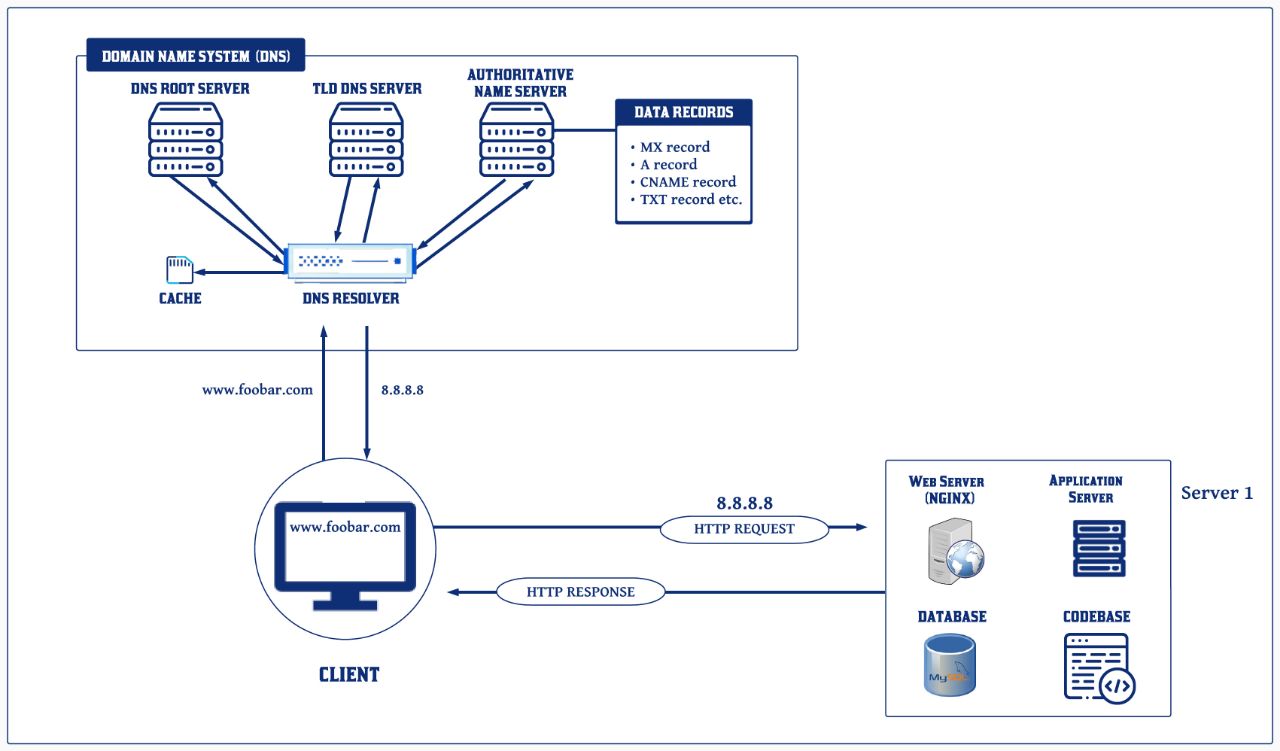 DOMAIN NAME SYSTEM (DNS)
DNS ROOT SERVER
TLD DNS SERVER
AUTHORITATIVE
NAME SERVER
DATA RECORDS
• MX record
• A record
• CNAME record
• TXT record etc.
CACHE
DNS RESOLVER
www.foobar.com
8.8.8.8
www.foobar.com
CLIENT
8.8.8.8
HTTP REQUEST
HTTP RESPONSE
WEB SERVER
(NGINX)
APPLICATION
SERVER
Server 1
DATABASE
MySQL
CODEBASE
</>